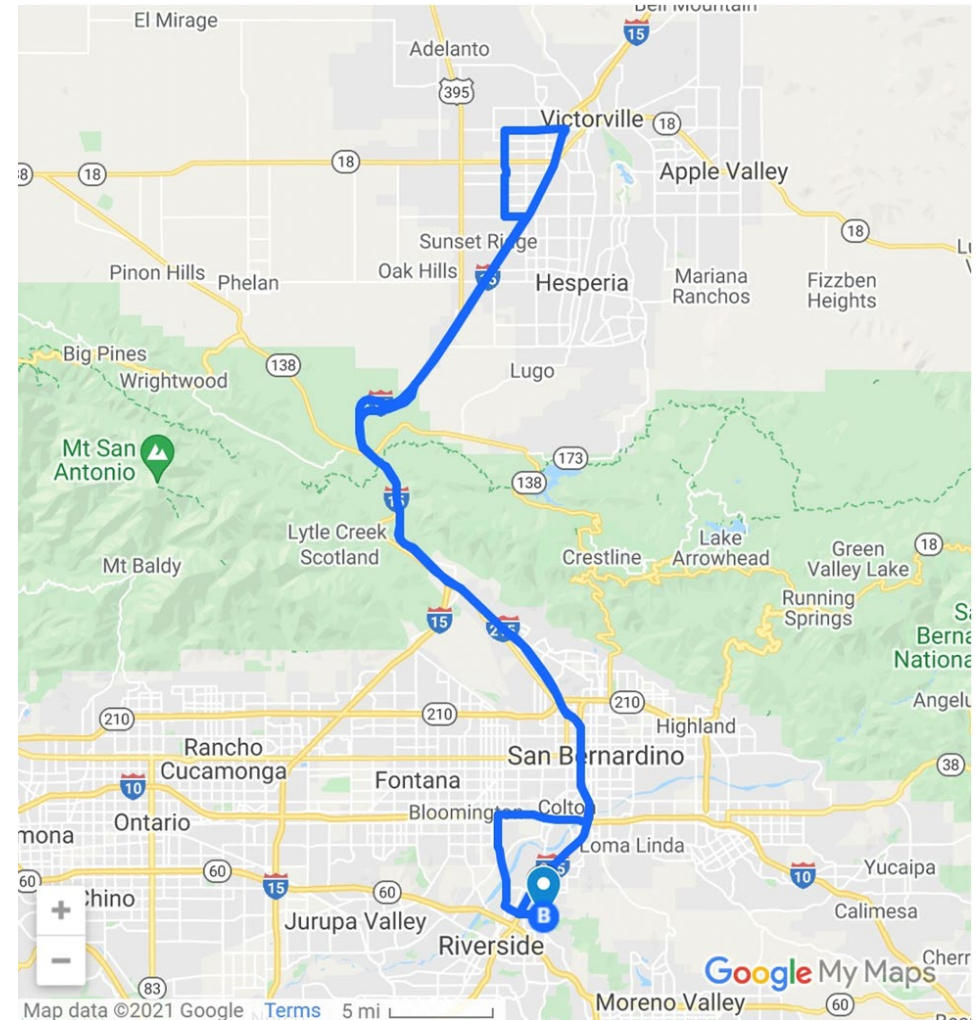 El Mirage
Bell Mountain
15
Adelanto
395
Victorville
18
18
18
18
Apple Valley
18
Sunset Ridge
Oak Hills
15
Pinon Hills
Phelan
Hesperia
Mariana
Ranchos
Fizzben
Heights
Big Pines
138
Wrightwood
Lugo
Mt San
Antonio
173
138
15
Lytle Creek
Scotland
Crestline
Lake
Arrowhead
Green
Valley Lake
18
Mt Baldy
Running
Springs
15
215
Nationa
Angelu
210
210
210
Highland
Rancho
Cucamonga
San Bernardino
10
Fontana
38
Bloomington
Colton
Ontario
mona
Loma Linda
10
Yucaipa
60
60
15
60
Chino
B
Calimesa
Jurupa Valley
Riverside
Cherr
Google My Maps
83
Moreno Valley
60
Map data ©2021 Google
Terms
5 mi